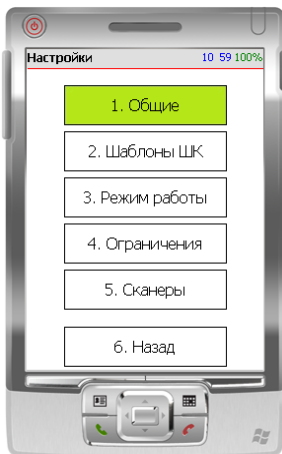 Настройки 10 59 100%
1. Общие
2. Шаблоны ШК
3. Режим работы
4. Ограничения
5. Сканеры
6. Назад